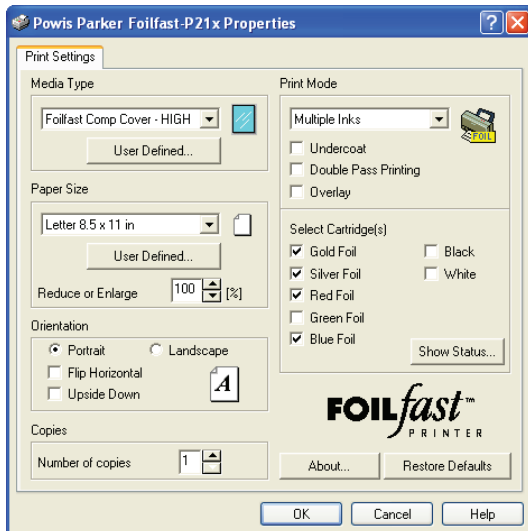 Powis Parker Foilfast-P21x Properties
Print Settings
Media Type
Foilfast Comp Cover - HIGH
User Defined...
Paper Size
Letter 8.5 x 11 in
User Defined...
Reduce or Enlarge 100 [%]
Orientation
Portrait Landscape
Flip Horizontal
Upside Down
A
Copies
Number of copies 1
Print Mode
Multiple Inks
FOIL
Undercoat
Double Pass Printing
Overlay
Select Cartridge(s)
Gold Foil Black
Silver Foil White
Red Foil
Green Foil
Blue Foil
Show Status...
FOILfast™
PRINTER
About... Restore Defaults
OK Cancel Help